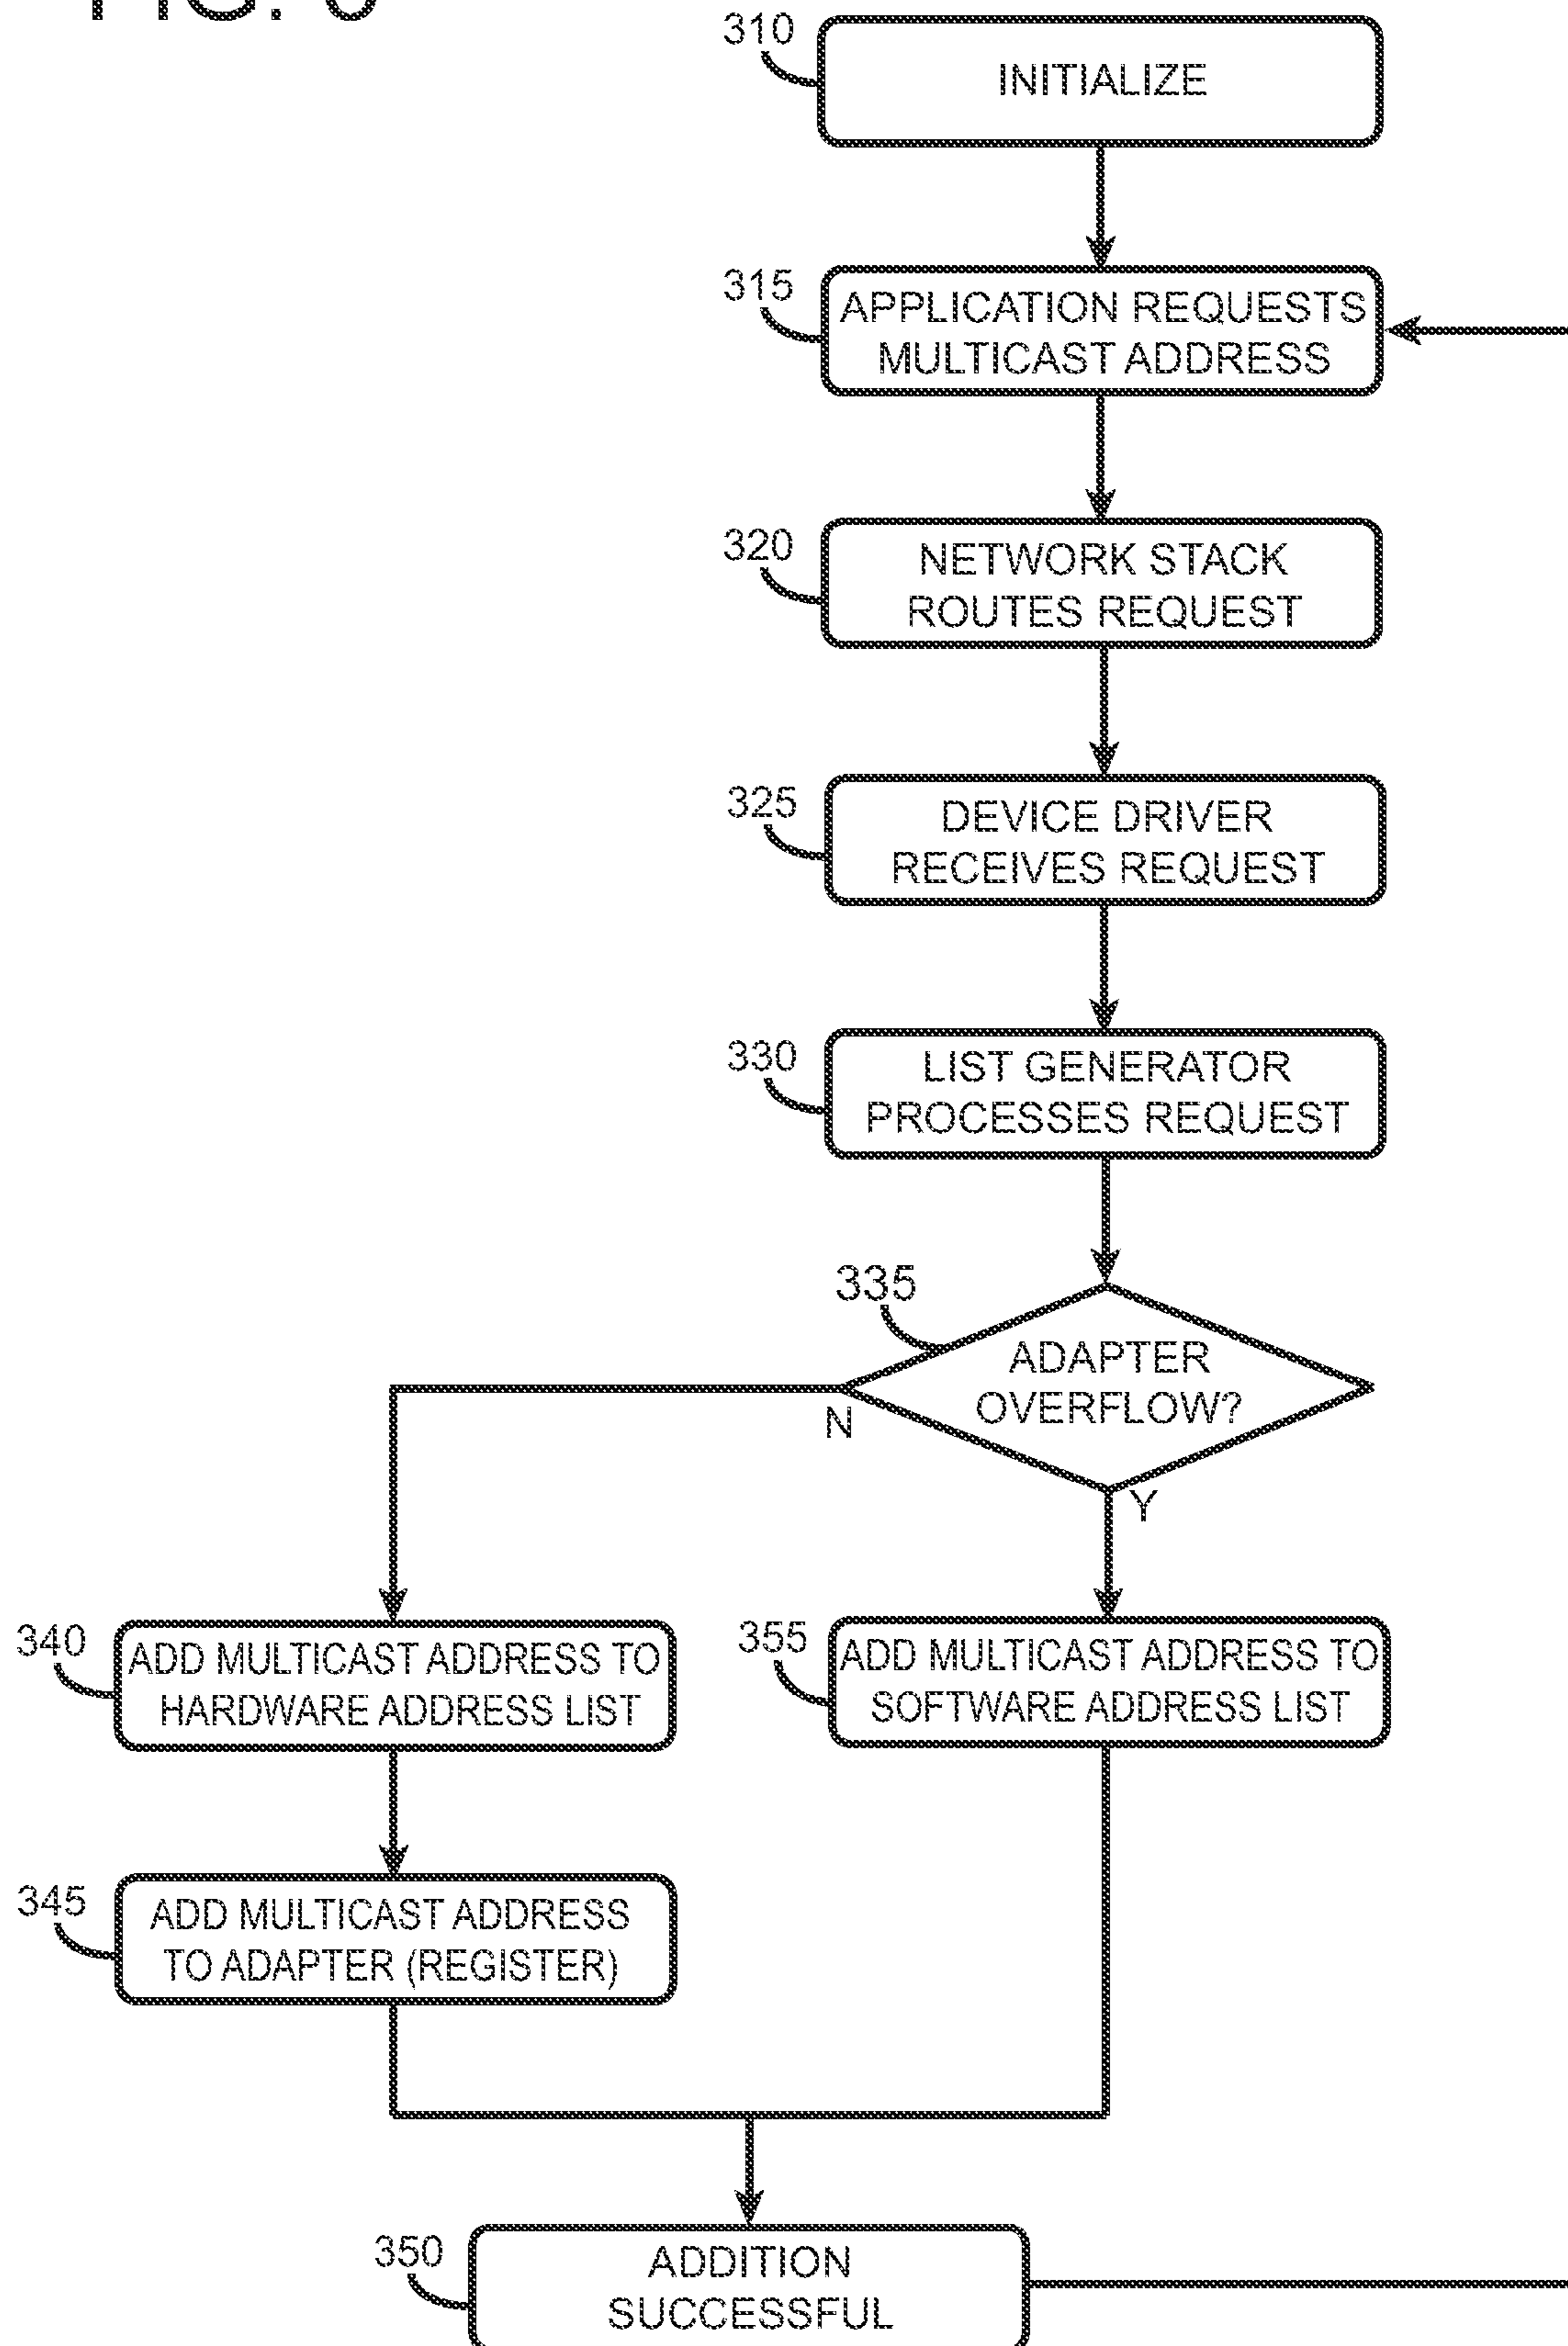 310
INITIALIZE
315
APPLICATION REQUESTS
MULTICAST ADDRESS
320
NETWORK STACK
ROUTES REQUEST
325
DEVICE DRIVER
RECEIVES REQUEST
330
LIST GENERATOR
PROCESSES REQUEST
335
ADAPTER
OVERFLOW?
N
Y
340
ADD MULTICAST ADDRESS TO
HARDWARE ADDRESS LIST
355
ADD MULTICAST ADDRESS TO
SOFTWARE ADDRESS LIST
345
ADD MULTICAST ADDRESS
TO ADAPTER (REGISTER)
350
ADDITION
SUCCESSFUL